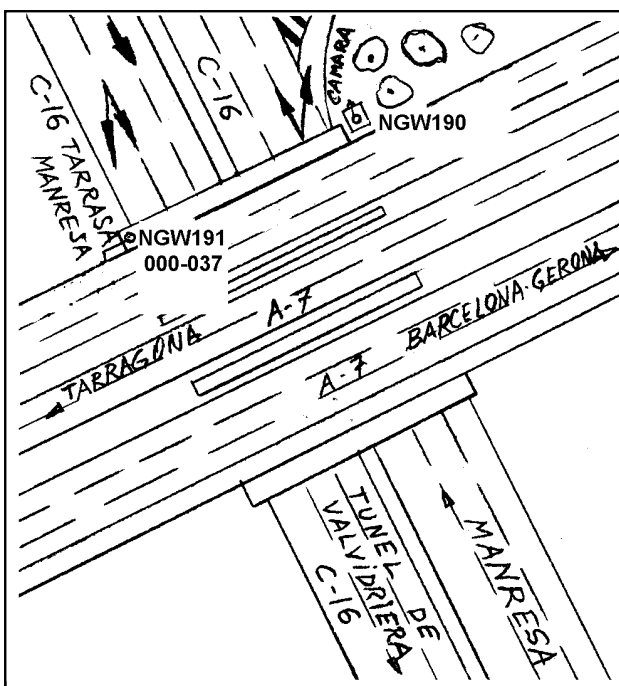 C-16 TARRASA
MANRESA
C-16
CAMARA
NGW190
NGW191
000-037
TARRAGONA
A-7
BARCELONA-GERONA
A-7
TUNEL DE
VALVIDRIERA
C-16
MANRESA